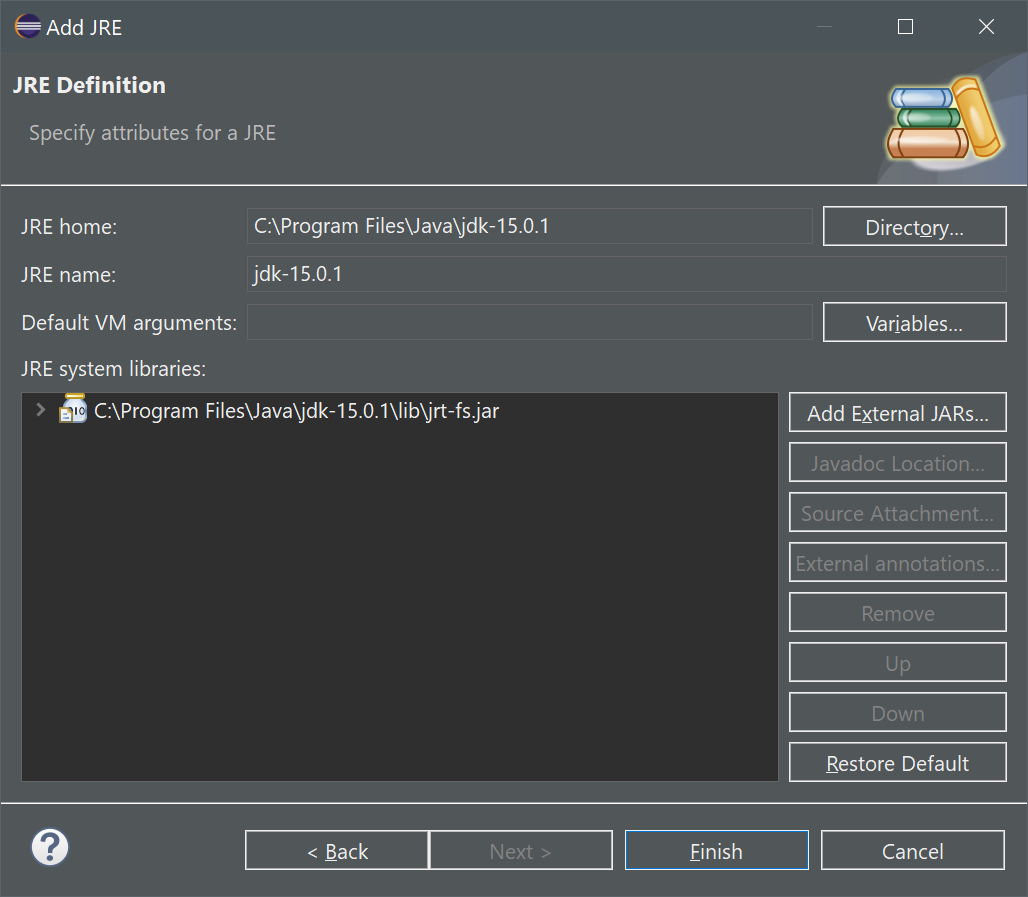 Add JRE
JRE Definition
Specify attributes for a JRE
JRE home: C:\Program Files\Java\jdk-15.0.1 Directory...
JRE name: jdk-15.0.1
Default VM arguments: Variables...
JRE system libraries:
C:\Program Files\Java\jdk-15.0.1\lib\jrt-fs.jar Add External JARs...
Javadoc Location...
Source Attachment...
External annotations...
Remove
Up
Down
Restore Default
? < Back Next > Finish Cancel